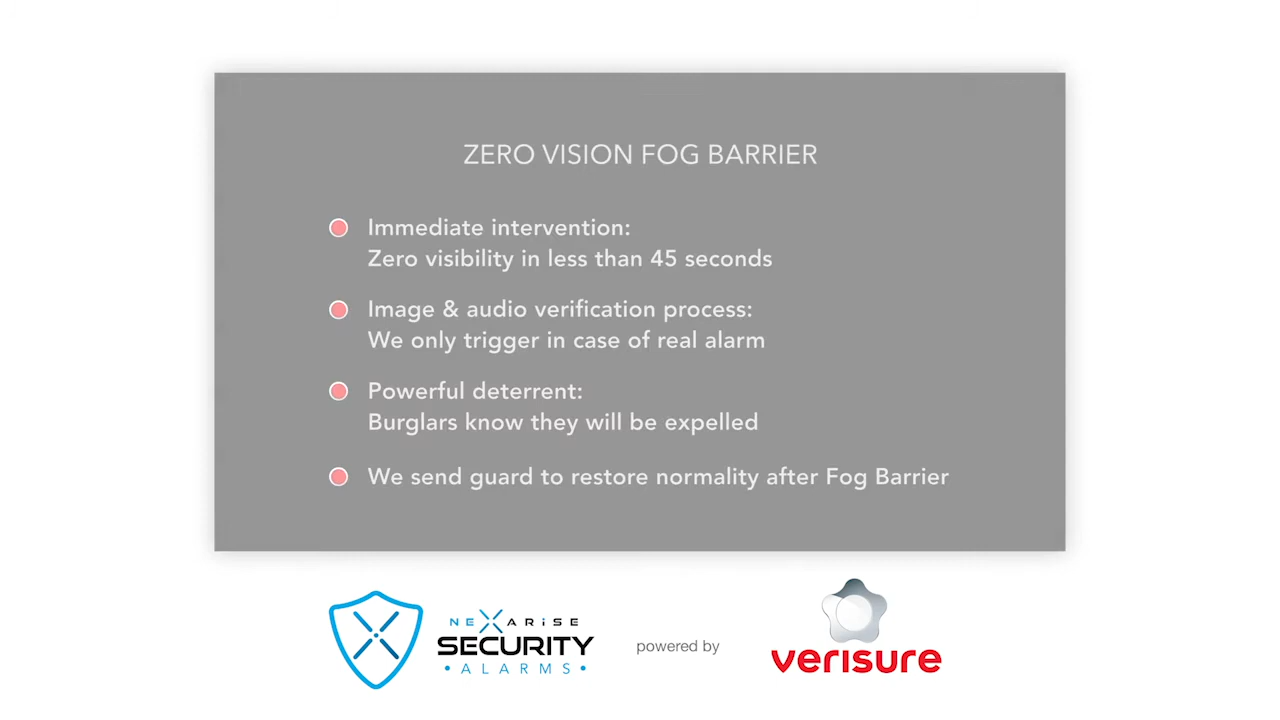 ZERO VISION FOG BARRIER
Immediate intervention:
Zero visibility in less than 45 seconds
Image & audio verification process:
We only trigger in case of real alarm
Powerful deterrent:
Burglars know they will be expelled
We send guard to restore normality after Fog Barrier
NEXARiSE
SECURITY
• ALARMS •
powered by
verisure